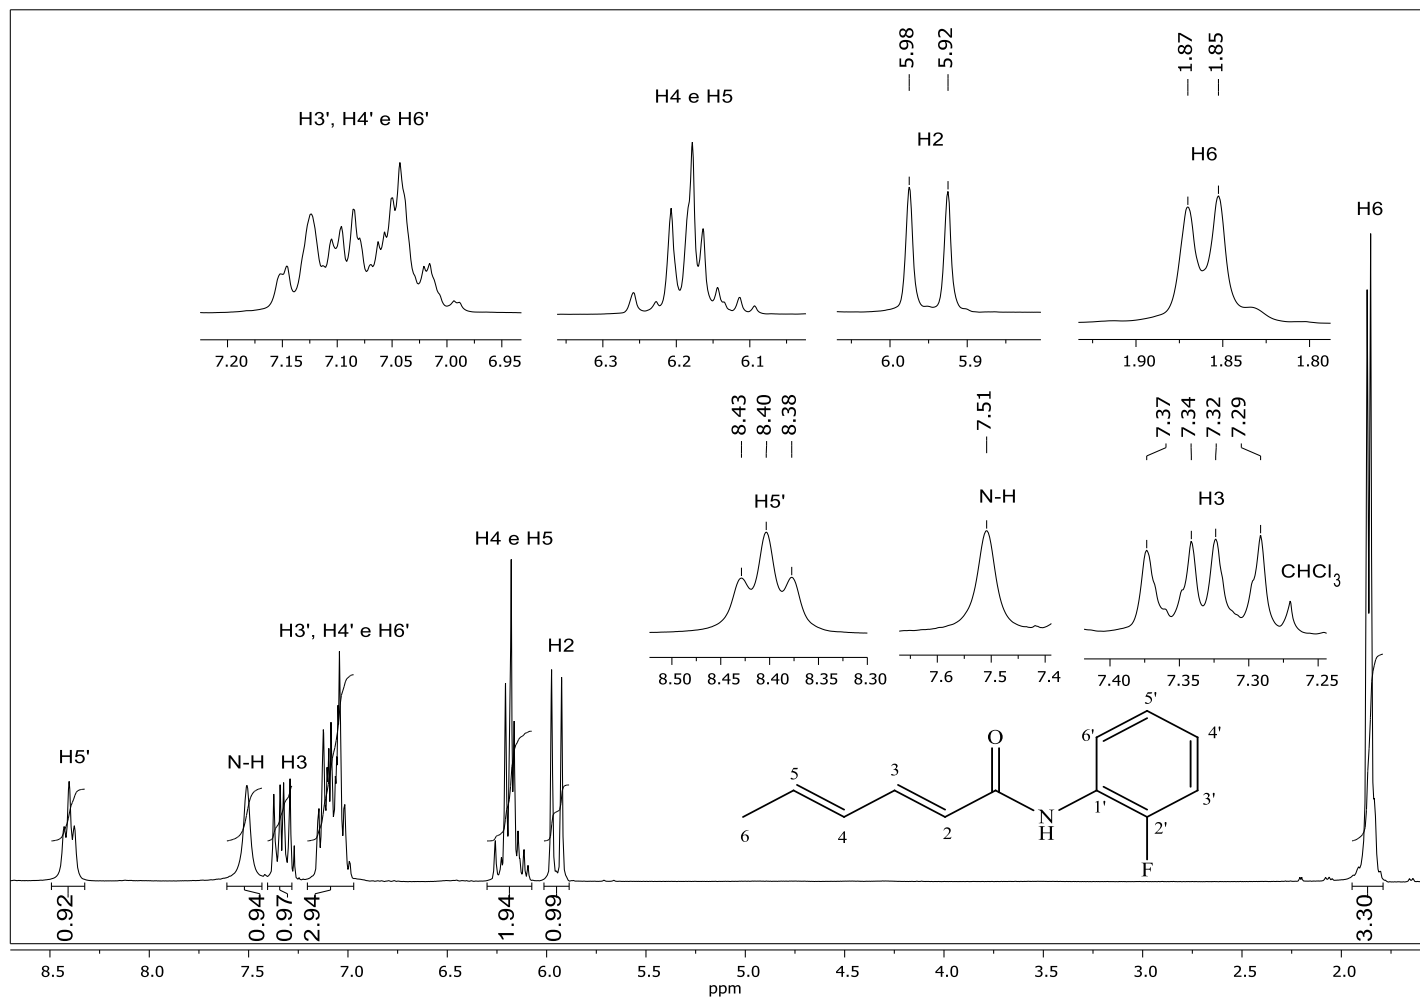 5.98 5.92 1.87 1.85
H3', H4' e H6' H4 e H5 H2 H6
H6
7.20 7.15 7.10 7.05 7.00 6.95 6.3 6.2 6.1 6.0 5.9 1.90 1.85 1.80
8.43 8.40 8.38 7.51 7.37 7.34 7.32 7.29
H5' N-H H3
CHCl3
H4 e H5
H3', H4' e H6' H2
8.50 8.45 8.40 8.35 8.30 7.6 7.5 7.4 7.40 7.35 7.30 7.25
H5' N-H H3
O 5' 6' 4' 3' 2' 1' F
5 3 6 4 2 N
H
0.92 0.94 0.97 2.94 1.94 0.99 3.30
8.5 8.0 7.5 7.0 6.5 6.0 5.5 5.0 4.5 4.0 3.5 3.0 2.5 2.0
ppm